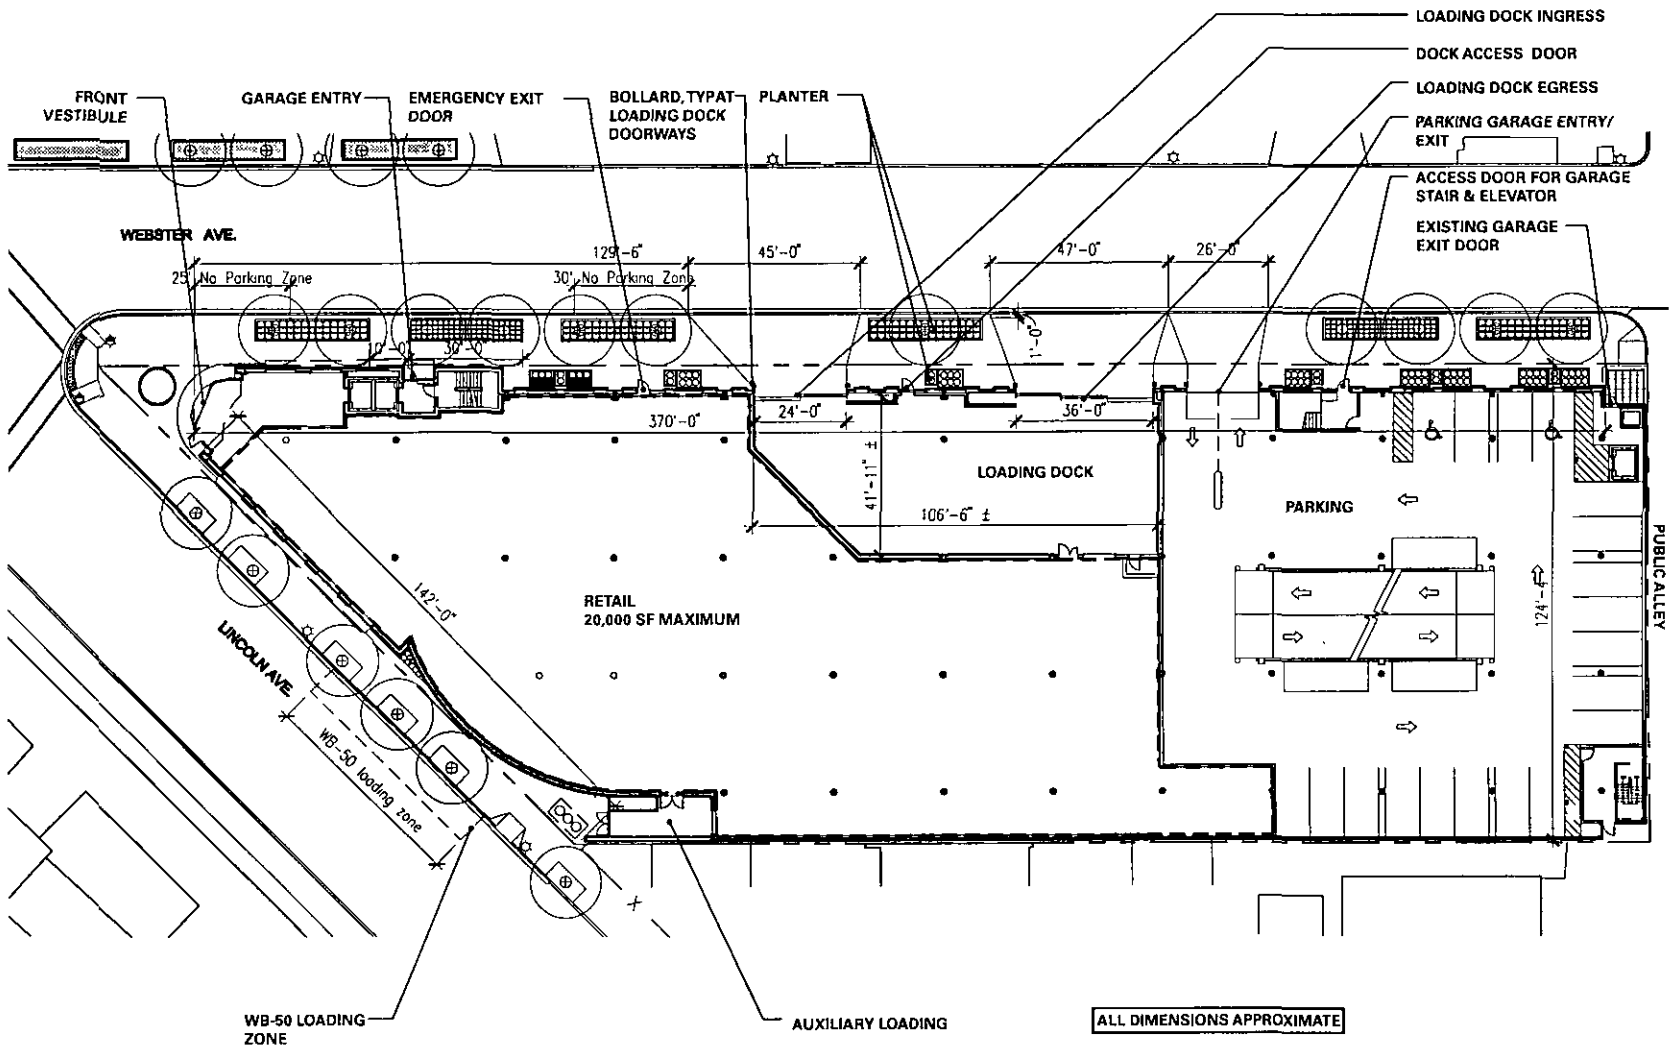 LOADING DOCK INGRESS
DOCK ACCESS DOOR
LOADING DOCK EGRESS
PARKING GARAGE ENTRY/
EXIT
ACCESS DOOR FOR GARAGE
STAIR & ELEVATOR
EXISTING GARAGE
EXIT DOOR
FRONT
VESTIBULE
GARAGE ENTRY
EMERGENCY EXIT
DOOR
BOLLARD, TYPAT
LOADING DOCK
DOORWAYS
PLANTER
WEBSTER AVE.
129'-6"
45'-0"
47'-0"
26'-0"
25' No Parking Zone
30' No Parking Zone
11'-0"
30'-0"
370'-0"
24'-0"
36'-0"
41'-11" ±
LOADING DOCK
106'-6" ±
PARKING
PUBLIC ALLEY
124'-4"
142'-0"
RETAIL
20,000 SF MAXIMUM
LINCOLN AVE.
WB-50 loading zone
WB-50 LOADING
ZONE
AUXILIARY LOADING
ALL DIMENSIONS APPROXIMATE